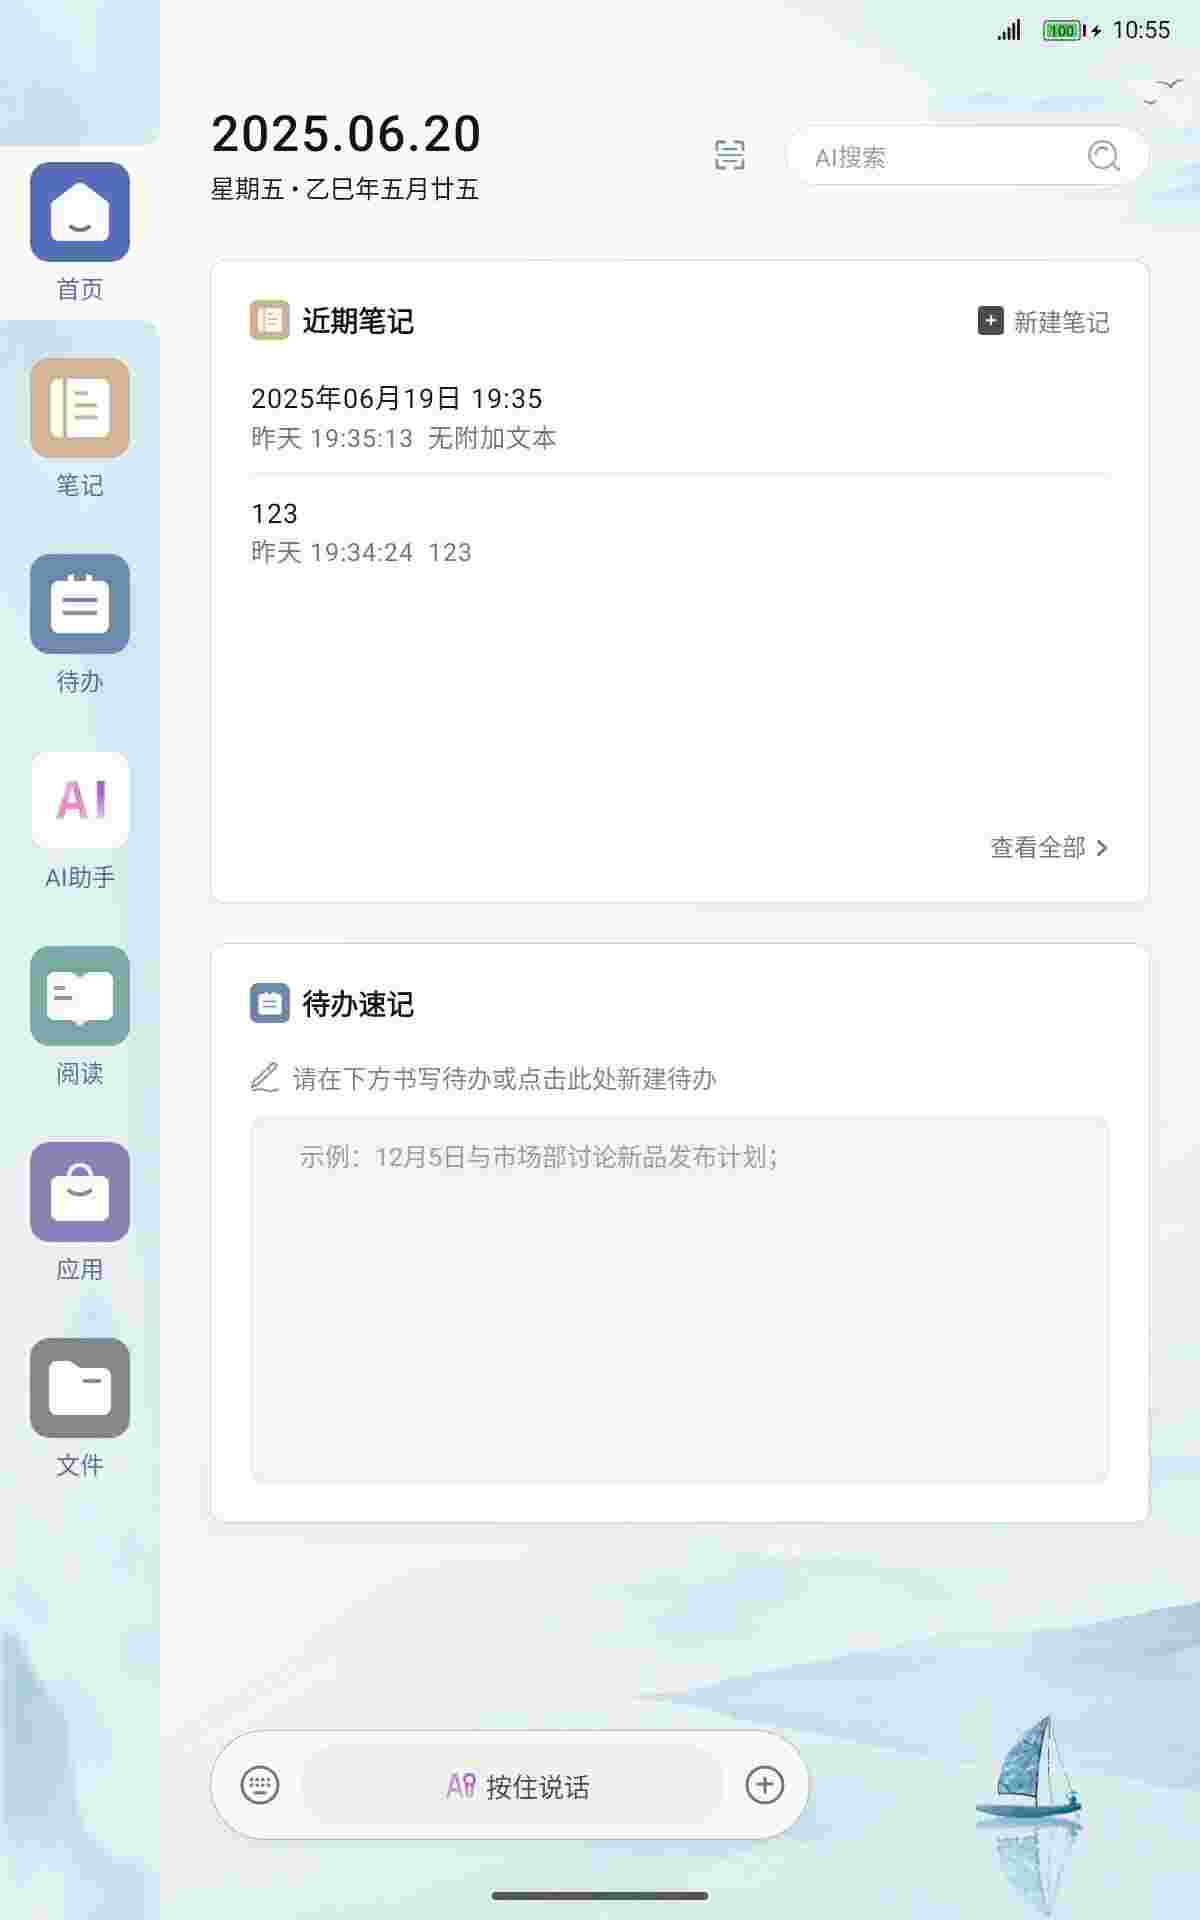 100 10:55
2025.06.20
星期五·乙巳年五月廿五
AI搜索
首页
笔记
待办
AI
AI助手
阅读
应用
文件
近期笔记
新建笔记
2025年06月19日 19:35
昨天 19:35:13 无附加文本
123
昨天 19:34:24 123
查看全部
待办速记
请在下方书写待办或点击此处新建待办
示例：12月5日与市场部讨论新品发布计划;
AI 按住说话